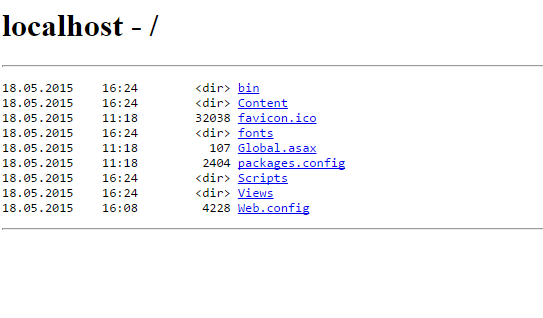 localhost - /
18.05.2015    16:24        <dir> bin
18.05.2015    16:24        <dir> Content
18.05.2015    11:18        32038 favicon.ico
18.05.2015    16:24        <dir> fonts
18.05.2015    11:18          107 Global.asax
18.05.2015    11:18         2404 packages.config
18.05.2015    16:24        <dir> Scripts
18.05.2015    16:24        <dir> Views
18.05.2015    16:08         4228 Web.config